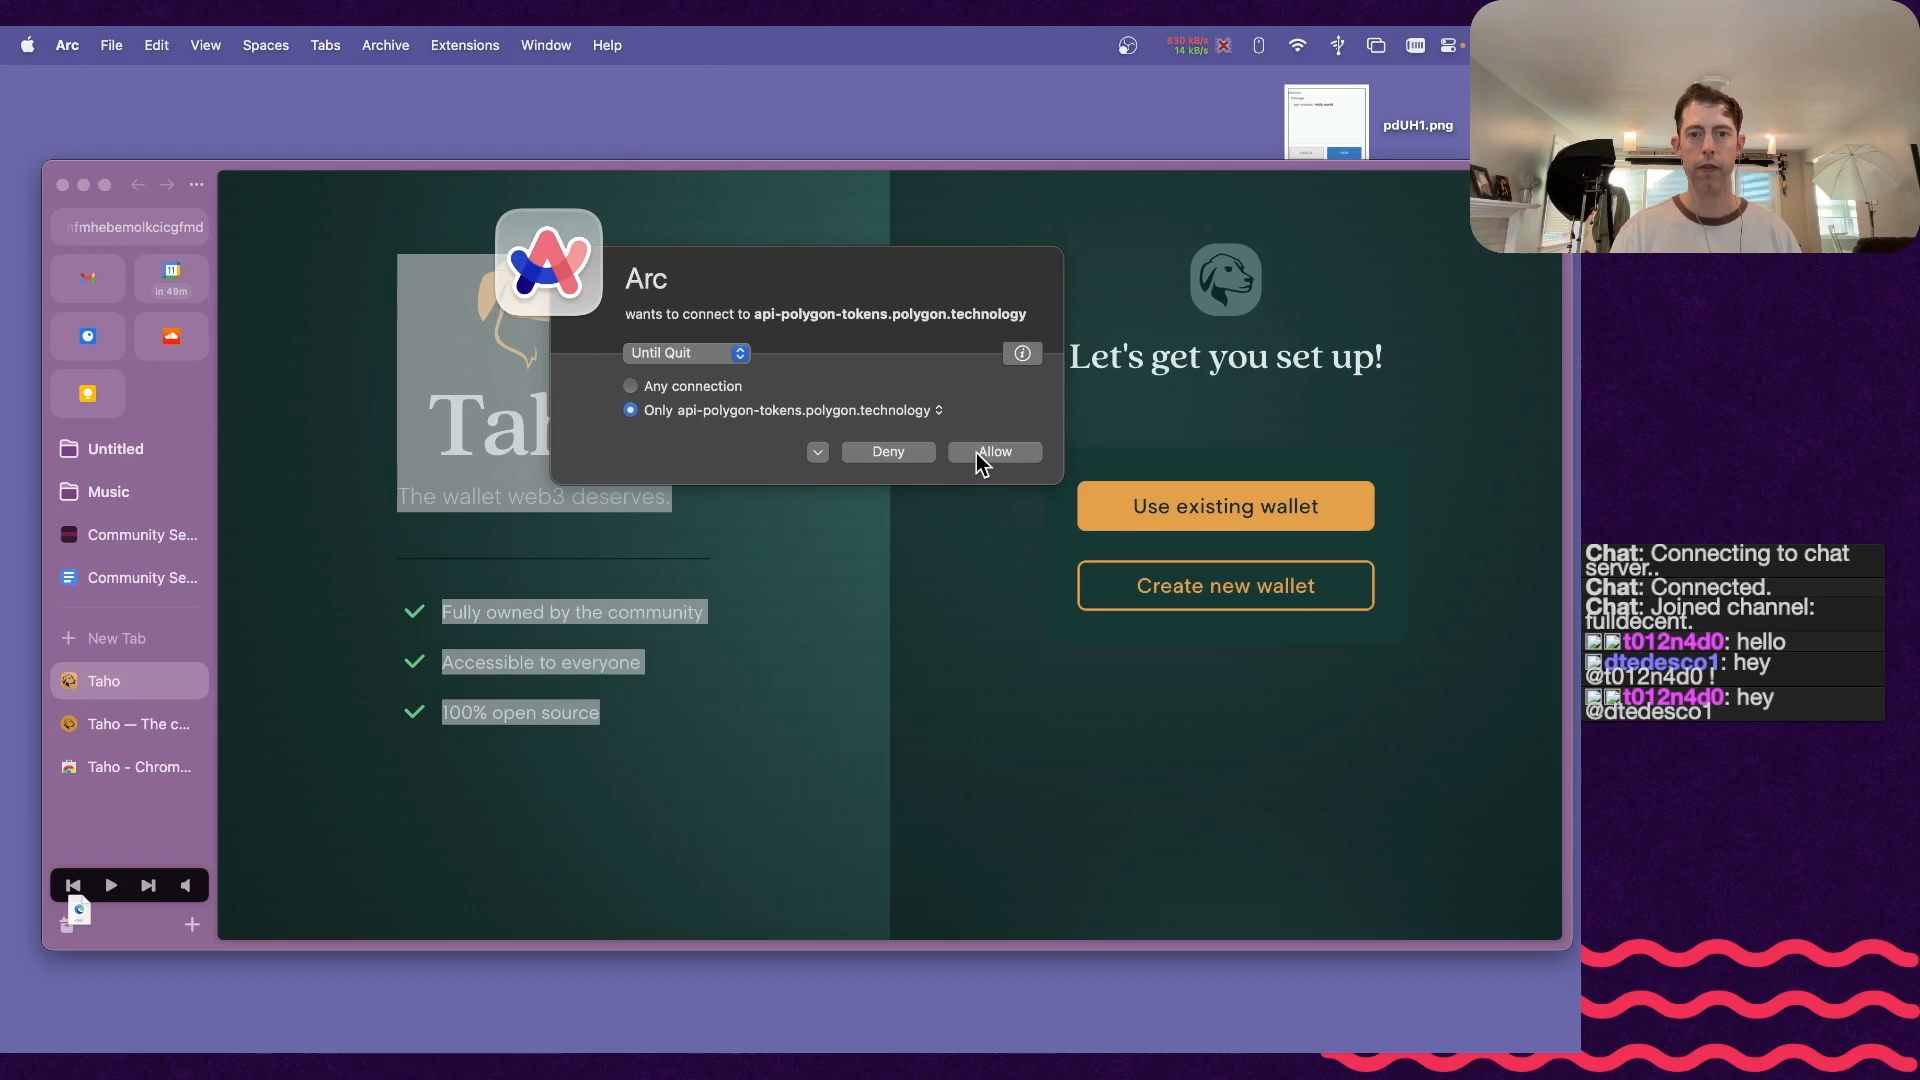 Arc File Edit View Spaces Tabs Archive Extensions Window Help
830 kB/s
14 kB/s
pdUH1.png
Hello world
fmhebemolkcicgfmd
11
in 49m
Untitled
Music
Community Se...
Community Se...
New Tab
Taho
Taho — The c...
Taho - Chrom...
Tah
The wallet web3 deserves.
Fully owned by the community
Accessible to everyone
100% open source
Arc
wants to connect to api-polygon-tokens.polygon.technology
Until Quit
Any connection
Only api-polygon-tokens.polygon.technology
Deny
Allow
Let's get you set up!
Use existing wallet
Create new wallet
Chat: Connecting to chat
server..
Chat: Connected.
Chat: Joined channel:
fulldecent.
t012n4d0: hello
dtedesco1: hey
@t012n4d0 !
t012n4d0: hey
@dtedesco1